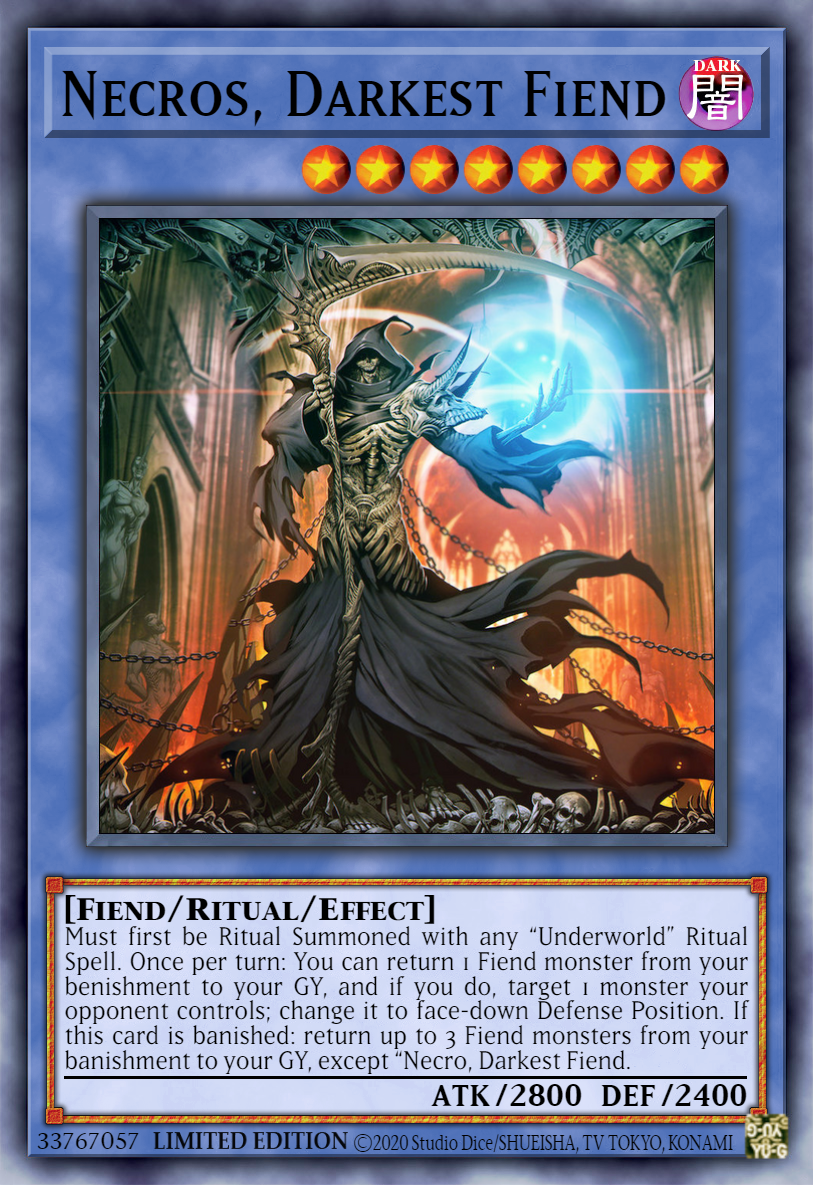 Necros, Darkest Fiend
DARK
闇
[Fiend/Ritual/Effect]
Must first be Ritual Summoned with any “Underworld” Ritual
Spell. Once per turn: You can return 1 Fiend monster from your
benishment to your GY, and if you do, target 1 monster your
opponent controls; change it to face-down Defense Position. If
this card is banished: return up to 3 Fiend monsters from your
banishment to your GY, except “Necro, Darkest Fiend.
ATK/2800 DEF/2400
33767057 LIMITED EDITION ©2020 Studio Dice/SHUEISHA, TV TOKYO, KONAMI